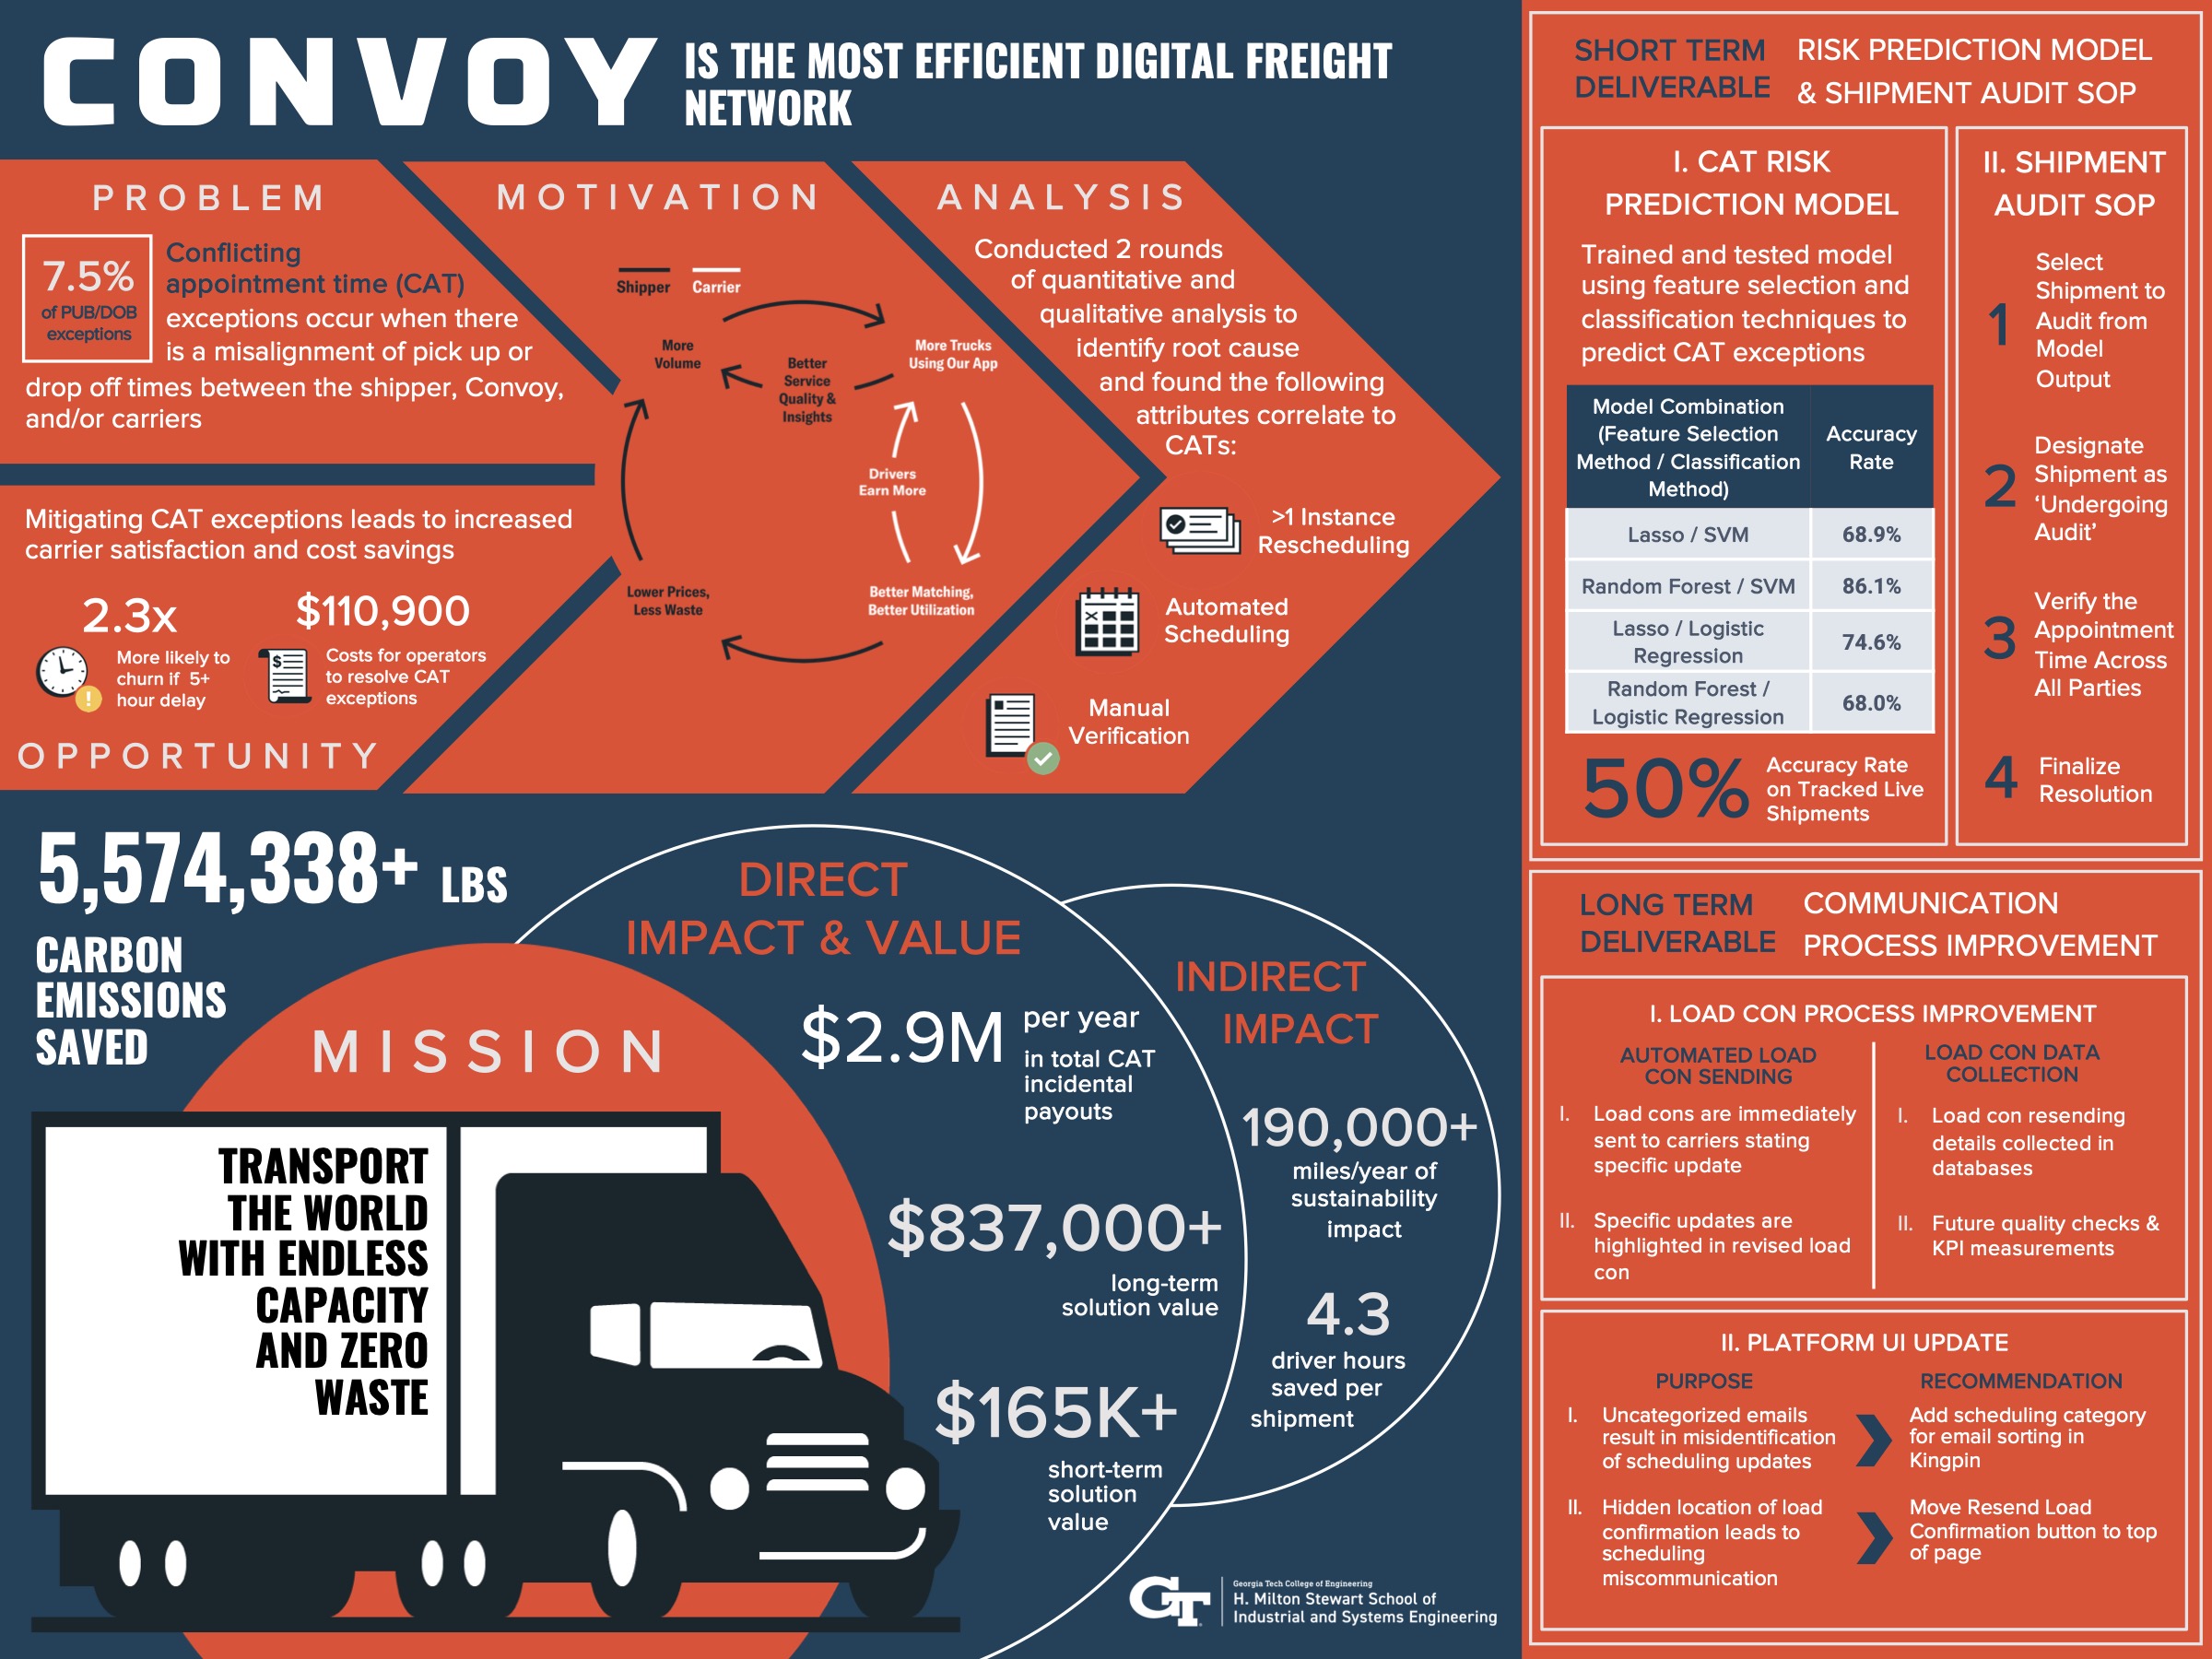 CONVOY
IS THE MOST EFFICIENT DIGITAL FREIGHT
NETWORK
PROBLEM
7.5%
of PUB/DOB
exceptions
Conflicting
appointment time (CAT)
exceptions occur when there
is a misalignment of pick up or
drop off times between the shipper, Convoy,
and/or carriers
Mitigating CAT exceptions leads to increased
carrier satisfaction and cost savings
2.3x
More likely to
churn if 5+
hour delay
$110,900
Costs for operators
to resolve CAT
exceptions
OPPORTUNITY
MOTIVATION
Shipper
Carrier
More
Volume
Better
Service
Quality &
Insights
More Trucks
Using Our App
Drivers
Earn More
Lower Prices,
Less Waste
Better Matching,
Better Utilization
ANALYSIS
Conducted 2 rounds
of quantitative and
qualitative analysis to
identify root cause
and found the following
attributes correlate to
CATs:
>1 Instance
Rescheduling
Automated
Scheduling
Manual
Verification
5,574,338+ LBS
CARBON
EMISSIONS
SAVED
MISSION
TRANSPORT
THE WORLD
WITH ENDLESS
CAPACITY
AND ZERO
WASTE
DIRECT
IMPACT & VALUE
$2.9M
per year
in total CAT
incidental
payouts
$837,000+
long-term
solution value
$165K+
short-term
solution
value
INDIRECT
IMPACT
190,000+
miles/year of
sustainability
impact
4.3
driver hours
saved per
shipment
GT
Georgia Tech College of Engineering
H. Milton Stewart School of
Industrial and Systems Engineering
SHORT TERM
DELIVERABLE
RISK PREDICTION MODEL
& SHIPMENT AUDIT SOP
I. CAT RISK
PREDICTION MODEL
Trained and tested model
using feature selection and
classification techniques to
predict CAT exceptions
Model Combination
(Feature Selection
Method / Classification
Method)
Accuracy
Rate
Lasso / SVM
68.9%
Random Forest / SVM
86.1%
Lasso / Logistic
Regression
74.6%
Random Forest /
Logistic Regression
68.0%
50%
Accuracy Rate
on Tracked Live
Shipments
II. SHIPMENT
AUDIT SOP
1
Select
Shipment to
Audit from
Model
Output
2
Designate
Shipment as
‘Undergoing
Audit’
3
Verify the
Appointment
Time Across
All Parties
4
Finalize
Resolution
LONG TERM
DELIVERABLE
COMMUNICATION
PROCESS IMPROVEMENT
I. LOAD CON PROCESS IMPROVEMENT
AUTOMATED LOAD
CON SENDING
I. Load cons are immediately
sent to carriers stating
specific update
II. Specific updates are
highlighted in revised load
con
LOAD CON DATA
COLLECTION
I. Load con resending
details collected in
databases
II. Future quality checks &
KPI measurements
II. PLATFORM UI UPDATE
PURPOSE
RECOMMENDATION
I. Uncategorized emails
result in misidentification
of scheduling updates
Add scheduling category
for email sorting in
Kingpin
II. Hidden location of load
confirmation leads to
scheduling
miscommunication
Move Resend Load
Confirmation button to top
of page